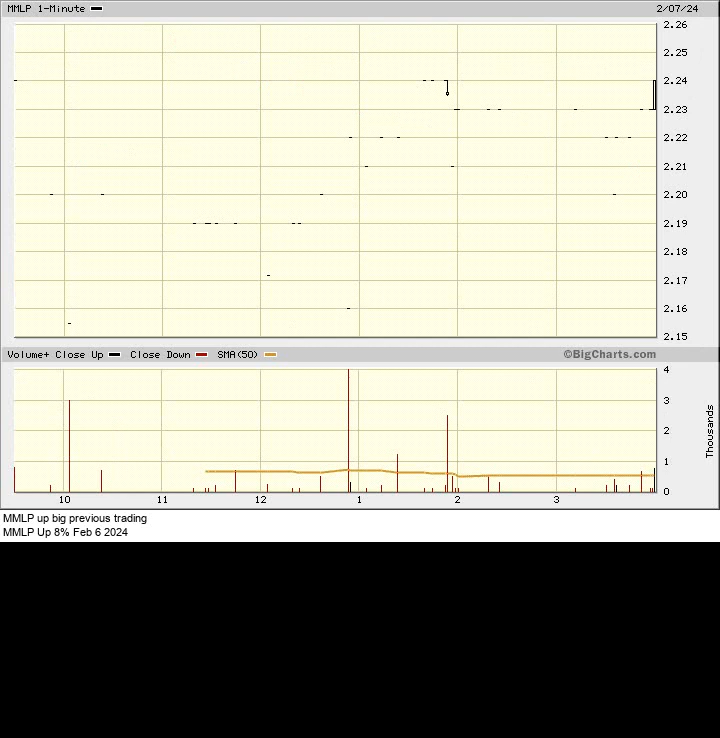 MMLP 1-Minute 2/07/24
2.26
2.25
2.24
2.23
2.22
2.21
2.20
2.19
2.18
2.17
2.16
2.15
Volume+ Close Up Close Down SMA(50) ©BigCharts.com
4
3
2
1
0
Thousands
10 11 12 1 2 3
MMLP up big previous trading
MMLP Up 8% Feb 6 2024